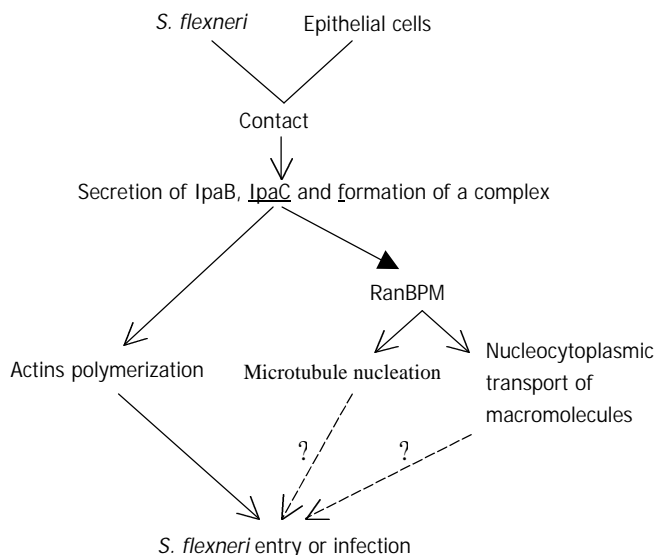 S. flexneri
Epithelial cells
Contact
Secretion of IpaB, IpaC and formation of a complex
RanBPM
Actins polymerization
Microtubule nucleation
Nucleocytoplasmic
transport of
macromolecules
?
?
S. flexneri entry or infection